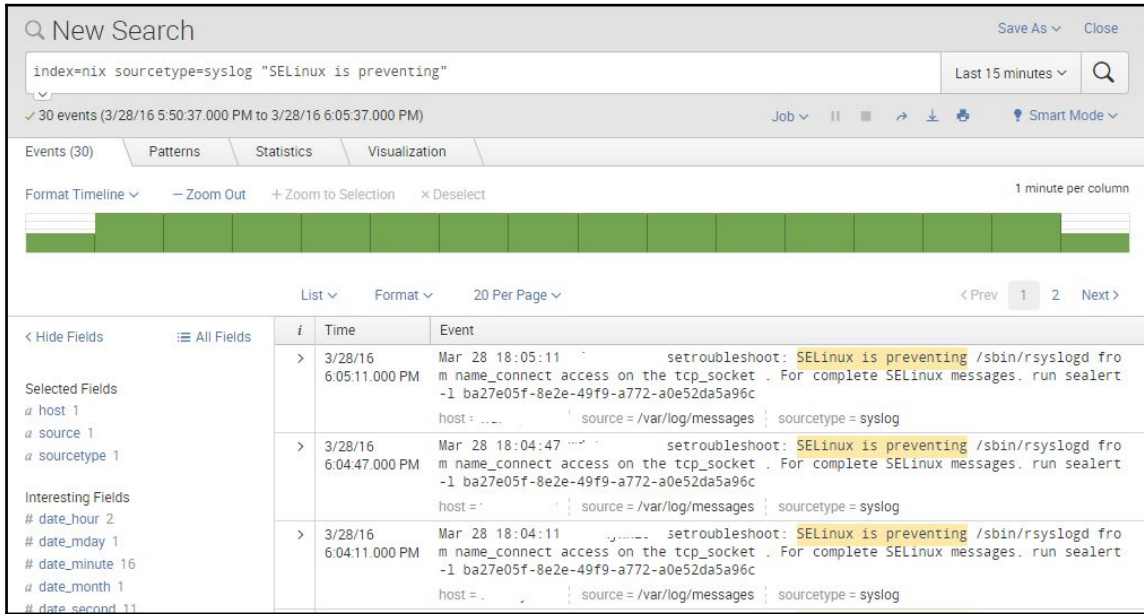 New Search
Save As
Close
index=nix sourcetype=syslog "SELinux is preventing"
Last 15 minutes
✓ 30 events (3/28/16 5:50:37.000 PM to 3/28/16 6:05:37.000 PM)
Job
Smart Mode
Events (30)
Patterns
Statistics
Visualization
Format Timeline
— Zoom Out
+ Zoom to Selection
× Deselect
1 minute per column
List
Format
20 Per Page
< Prev
1
2
Next >
< Hide Fields
All Fields
Selected Fields
a host 1
a source 1
a sourcetype 1
Interesting Fields
# date_hour 2
# date_mday 1
# date_minute 16
a date_month 1
# date_second 11
i
Time
Event
> 3/28/16
6:05:11.000 PM
Mar 28 18:05:11 setroubleshoot: SELinux is preventing /sbin/rsyslogd fro
m name_connect access on the tcp_socket . For complete SELinux messages. run sealert
-l ba27e05f-8e2e-49f9-a772-a0e52da5a96c
host = source = /var/log/messages sourcetype = syslog
> 3/28/16
6:04:47.000 PM
Mar 28 18:04:47 setroubleshoot: SELinux is preventing /sbin/rsyslogd fro
m name_connect access on the tcp_socket . For complete SELinux messages. run sealert
-l ba27e05f-8e2e-49f9-a772-a0e52da5a96c
host = source = /var/log/messages sourcetype = syslog
> 3/28/16
6:04:11.000 PM
Mar 28 18:04:11 setroubleshoot: SELinux is preventing /sbin/rsyslogd fro
m name_connect access on the tcp_socket . For complete SELinux messages. run sealert
-l ba27e05f-8e2e-49f9-a772-a0e52da5a96c
host = source = /var/log/messages sourcetype = syslog